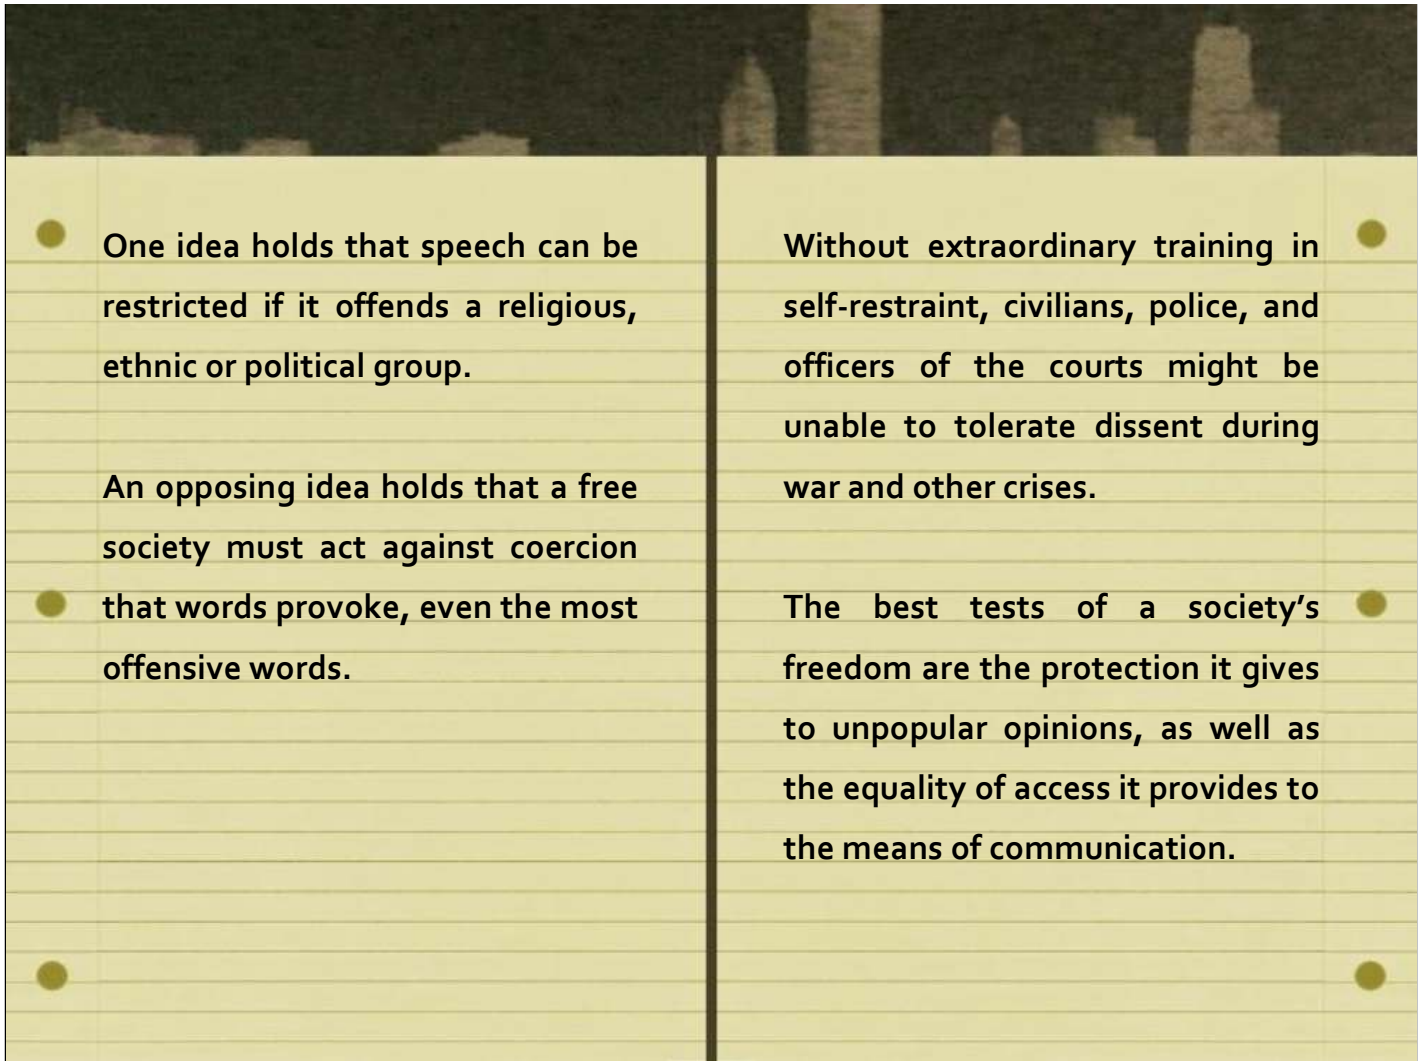 One idea holds that speech can be
restricted if it offends a religious,
ethnic or political group.
An opposing idea holds that a free
society must act against coercion
that words provoke, even the most
offensive words.
Without extraordinary training in
self-restraint, civilians, police, and
officers of the courts might be
unable to tolerate dissent during
war and other crises.
The best tests of a society’s
freedom are the protection it gives
to unpopular opinions, as well as
the equality of access it provides to
the means of communication.